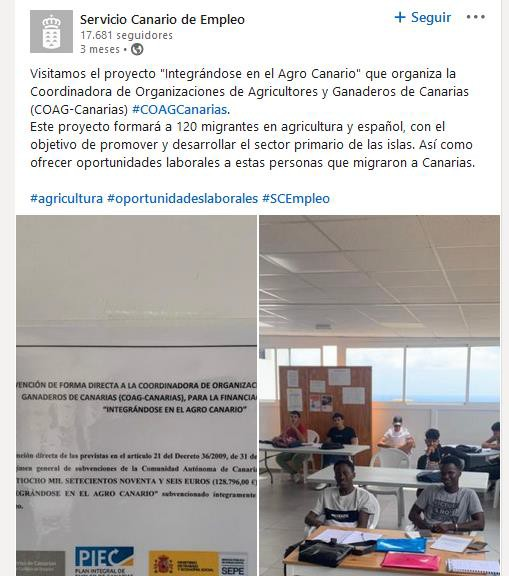 Servicio Canario de Empleo
+ Seguir
17.681 seguidores
3 meses •
Visitamos el proyecto "Integrándose en el Agro Canario" que organiza la
Coordinadora de Organizaciones de Agricultores y Ganaderos de Canarias
(COAG-Canarias) #COAGCanarias.
Este proyecto formará a 120 migrantes en agricultura y español, con el
objetivo de promover y desarrollar el sector primario de las islas. Así como
ofrecer oportunidades laborales a estas personas que migraron a Canarias.
#agricultura #oportunidadeslaborales #SCEmpleo
VENCIÓN DE FORMA DIRECTA A LA COORDINADORA DE ORGANIZAC
GANADEROS DE CANARIAS (COAG-CANARIAS), PARA LA FINANCIA
"INTEGRÁNDOSE EN EL AGRO CANARIO"
nción directa de las previstas en el artículo 21 del Decreto 36/2009, de 31 d
imen general de subvenciones de la Comunidad Autónoma de Canari
TIOCHO MIL SETECIENTOS NOVENTA Y SEIS EUROS (128.796,00 €)
EGRÁNDOSE EN EL AGRO CANARIO" subvencionado íntegramente
o.
PIEC
PLAN INTEGRAL DE
EMPLEO DE CANARIAS
MINISTERIO
SEPE